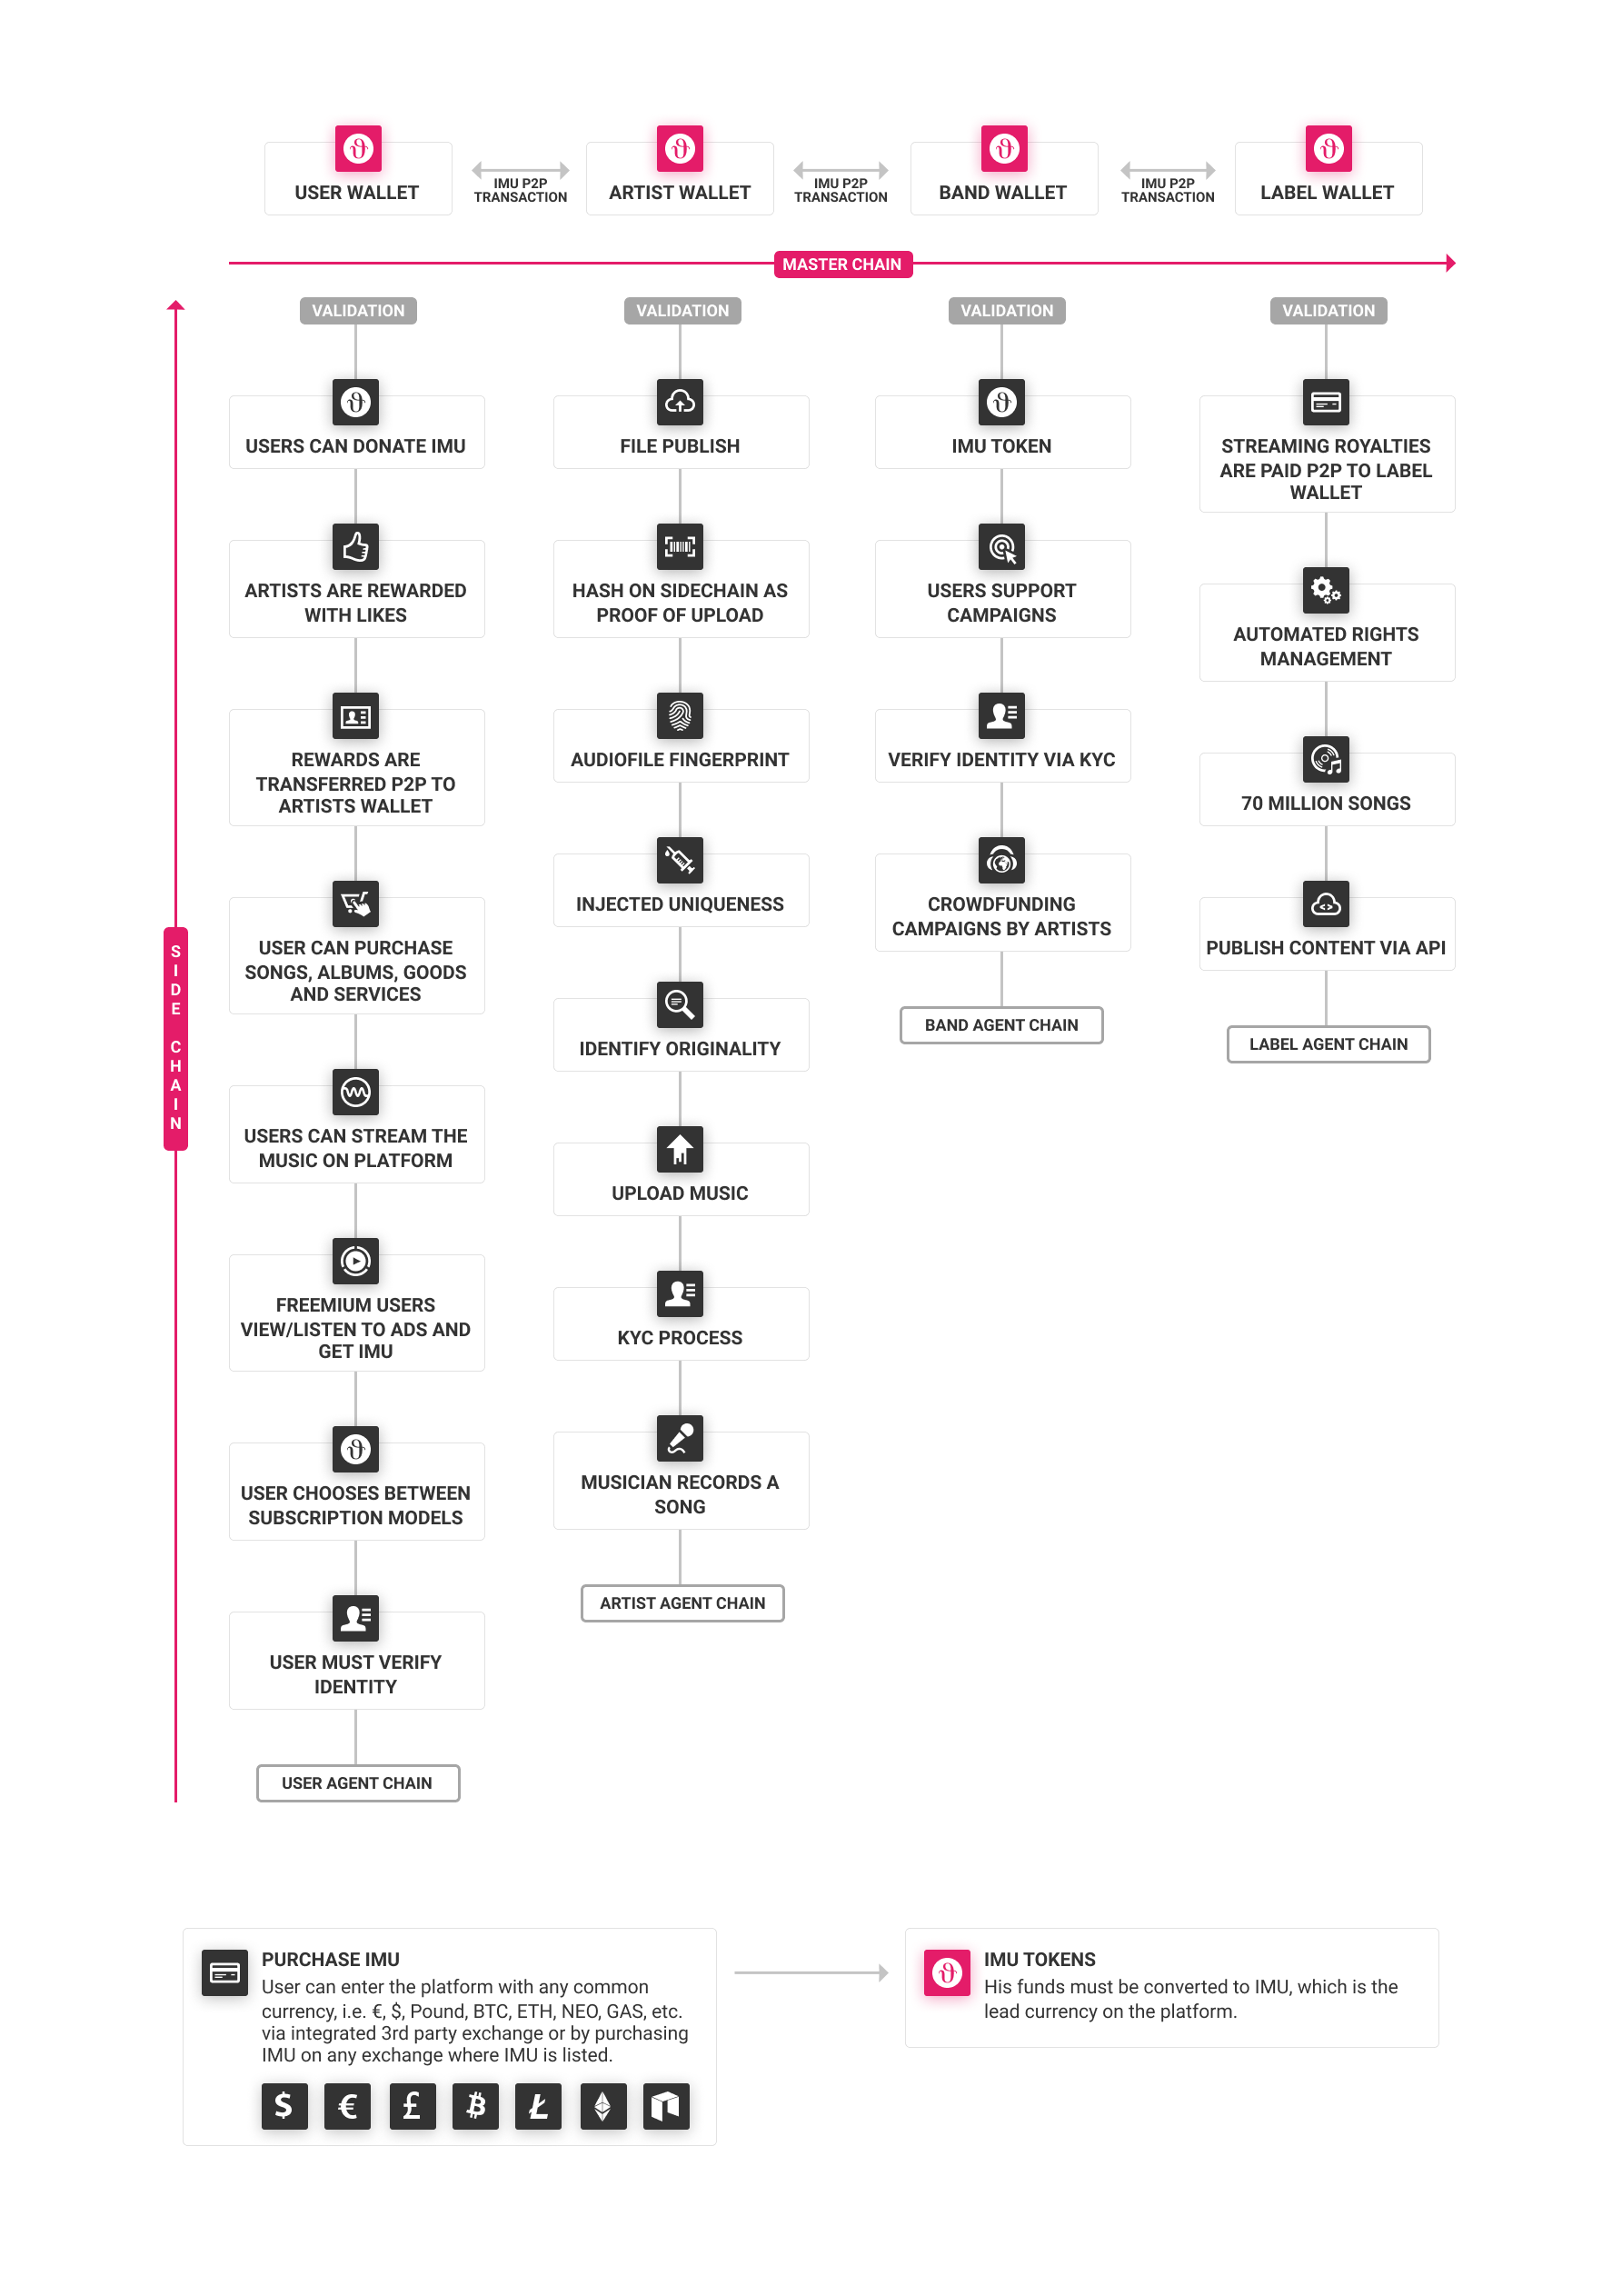 USER WALLET
IMU P2P
TRANSACTION
ARTIST WALLET
IMU P2P
TRANSACTION
BAND WALLET
IMU P2P
TRANSACTION
LABEL WALLET
MASTER CHAIN
SIDE CHAIN
VALIDATION
USERS CAN DONATE IMU
ARTISTS ARE REWARDED
WITH LIKES
REWARDS ARE
TRANSFERRED P2P TO
ARTISTS WALLET
USER CAN PURCHASE
SONGS, ALBUMS, GOODS
AND SERVICES
USERS CAN STREAM THE
MUSIC ON PLATFORM
FREEMIUM USERS
VIEW/LISTEN TO ADS AND
GET IMU
USER CHOOSES BETWEEN
SUBSCRIPTION MODELS
USER MUST VERIFY
IDENTITY
USER AGENT CHAIN
VALIDATION
FILE PUBLISH
HASH ON SIDECHAIN AS
PROOF OF UPLOAD
AUDIOFILE FINGERPRINT
INJECTED UNIQUENESS
IDENTIFY ORIGINALITY
UPLOAD MUSIC
KYC PROCESS
MUSICIAN RECORDS A
SONG
ARTIST AGENT CHAIN
VALIDATION
IMU TOKEN
USERS SUPPORT
CAMPAIGNS
VERIFY IDENTITY VIA KYC
CROWDFUNDING
CAMPAIGNS BY ARTISTS
BAND AGENT CHAIN
VALIDATION
STREAMING ROYALTIES
ARE PAID P2P TO LABEL
WALLET
AUTOMATED RIGHTS
MANAGEMENT
70 MILLION SONGS
PUBLISH CONTENT VIA API
LABEL AGENT CHAIN
PURCHASE IMU
User can enter the platform with any common
currency, i.e. €, $, Pound, BTC, ETH, NEO, GAS, etc.
via integrated 3rd party exchange or by purchasing
IMU on any exchange where IMU is listed.
IMU TOKENS
His funds must be converted to IMU, which is the
lead currency on the platform.